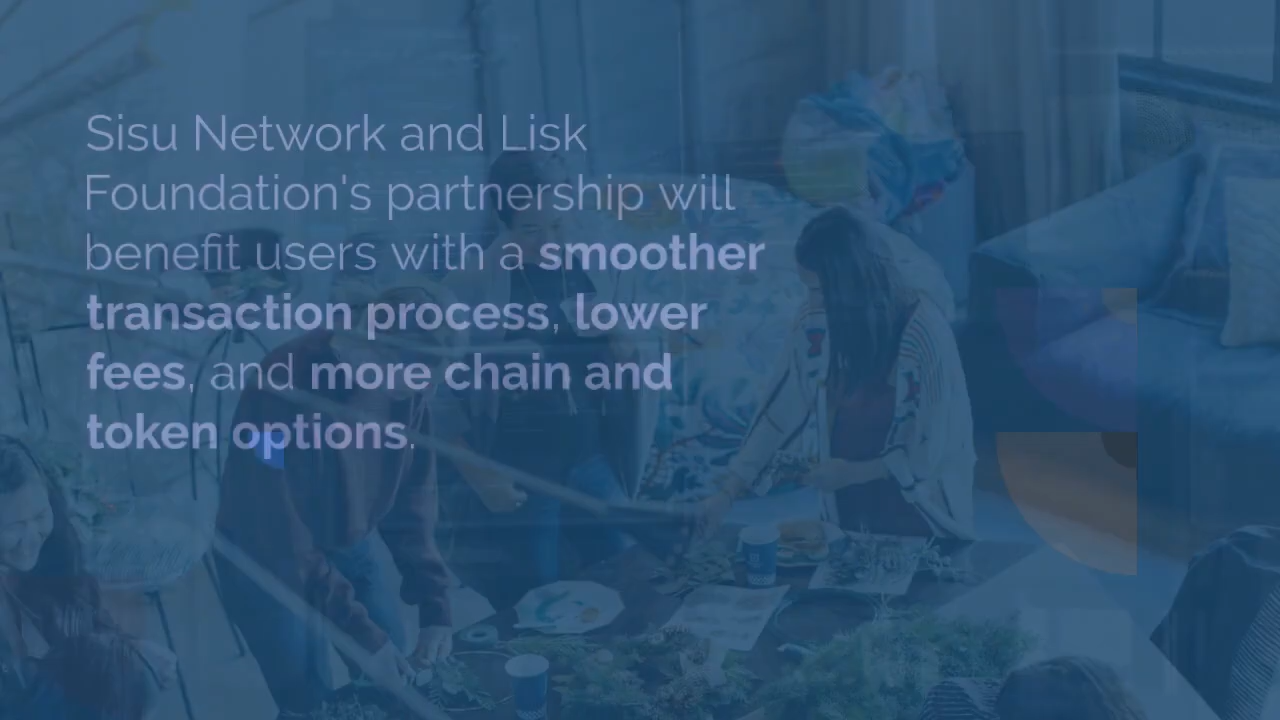 Sisu Network and Lisk
Foundation's partnership will
benefit users with a smoother
transaction process, lower
fees, and more chain and
token options.